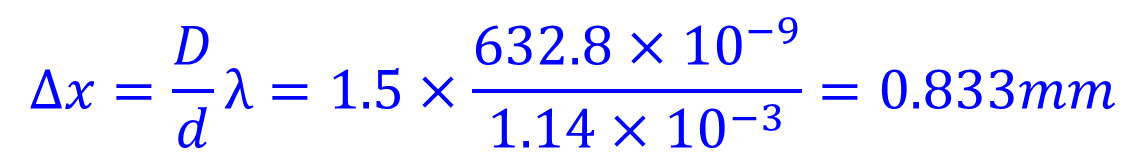 Δx = D/d λ = 1.5 × (632.8 × 10⁻⁹)/(1.14 × 10⁻³) = 0.833mm